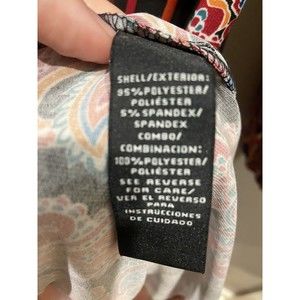 SHELL/EXTERIOR:
95%POLYESTER/
POLIÉSTER
5%SPANDEX/
SPANDEX
COMBO/
COMBINACION:
100%POLYESTER/
POLIÉSTER
SEE REVERSE
FOR CARE/
VER EL REVERSO
PARA
INSTRUCCIONES
DE CUIDADO